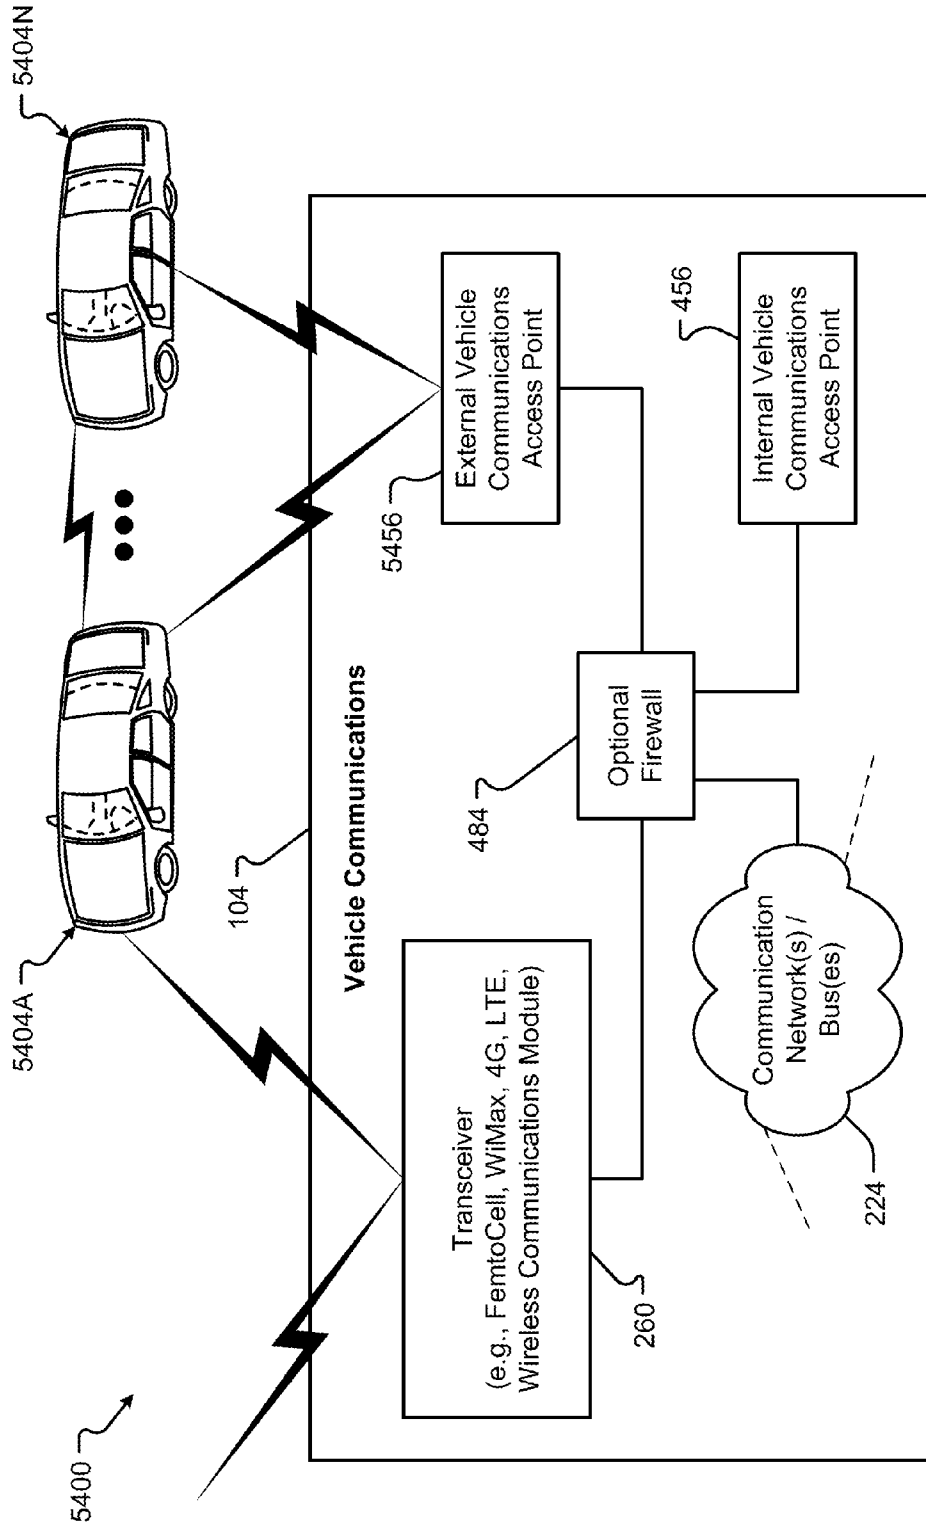 5400
5404A
5404N
104
Vehicle Communications
Transceiver
(e.g., FemtoCell, WiMax, 4G, LTE,
Wireless Communications Module)
260
484
Optional
Firewall
5456
External Vehicle
Communications
Access Point
456
Internal Vehicle
Communications
Access Point
Communication
Network(s) /
Bus(es)
224